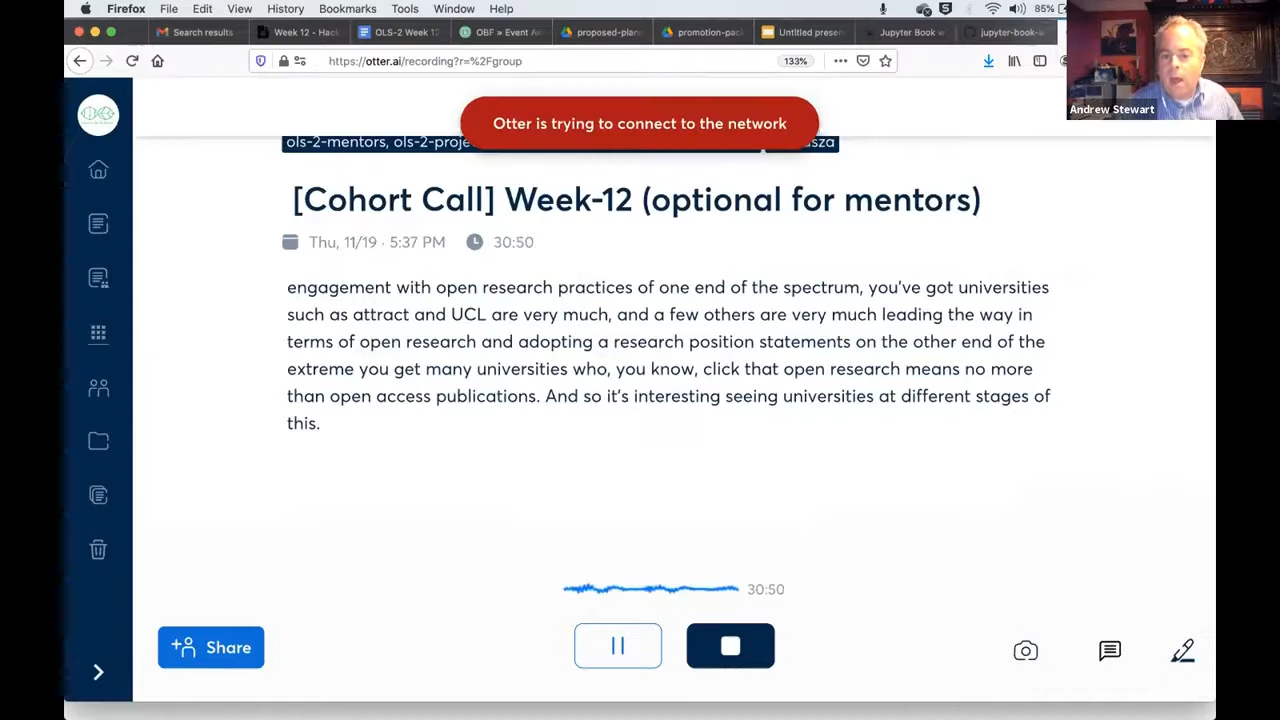 Firefox File Edit View History Bookmarks Tools Window Help 85%
Search results Week 12 - Hack OLS-2 Week 12 OBF » Event A proposed-plan promotion-pac Untitled presen Jupyter Book w jupyter-book-w
https://otter.ai/recording?r=%2Fgroup 133%
Andrew Stewart
Otter is trying to connect to the network
ols-2-mentors, ols-2-proje
[Cohort Call] Week-12 (optional for mentors)
Thu, 11/19 · 5:37 PM 30:50
engagement with open research practices of one end of the spectrum, you've got universities
such as attract and UCL are very much, and a few others are very much leading the way in
terms of open research and adopting a research position statements on the other end of the
extreme you get many universities who, you know, click that open research means no more
than open access publications. And so it's interesting seeing universities at different stages of
this.
30:50
Share